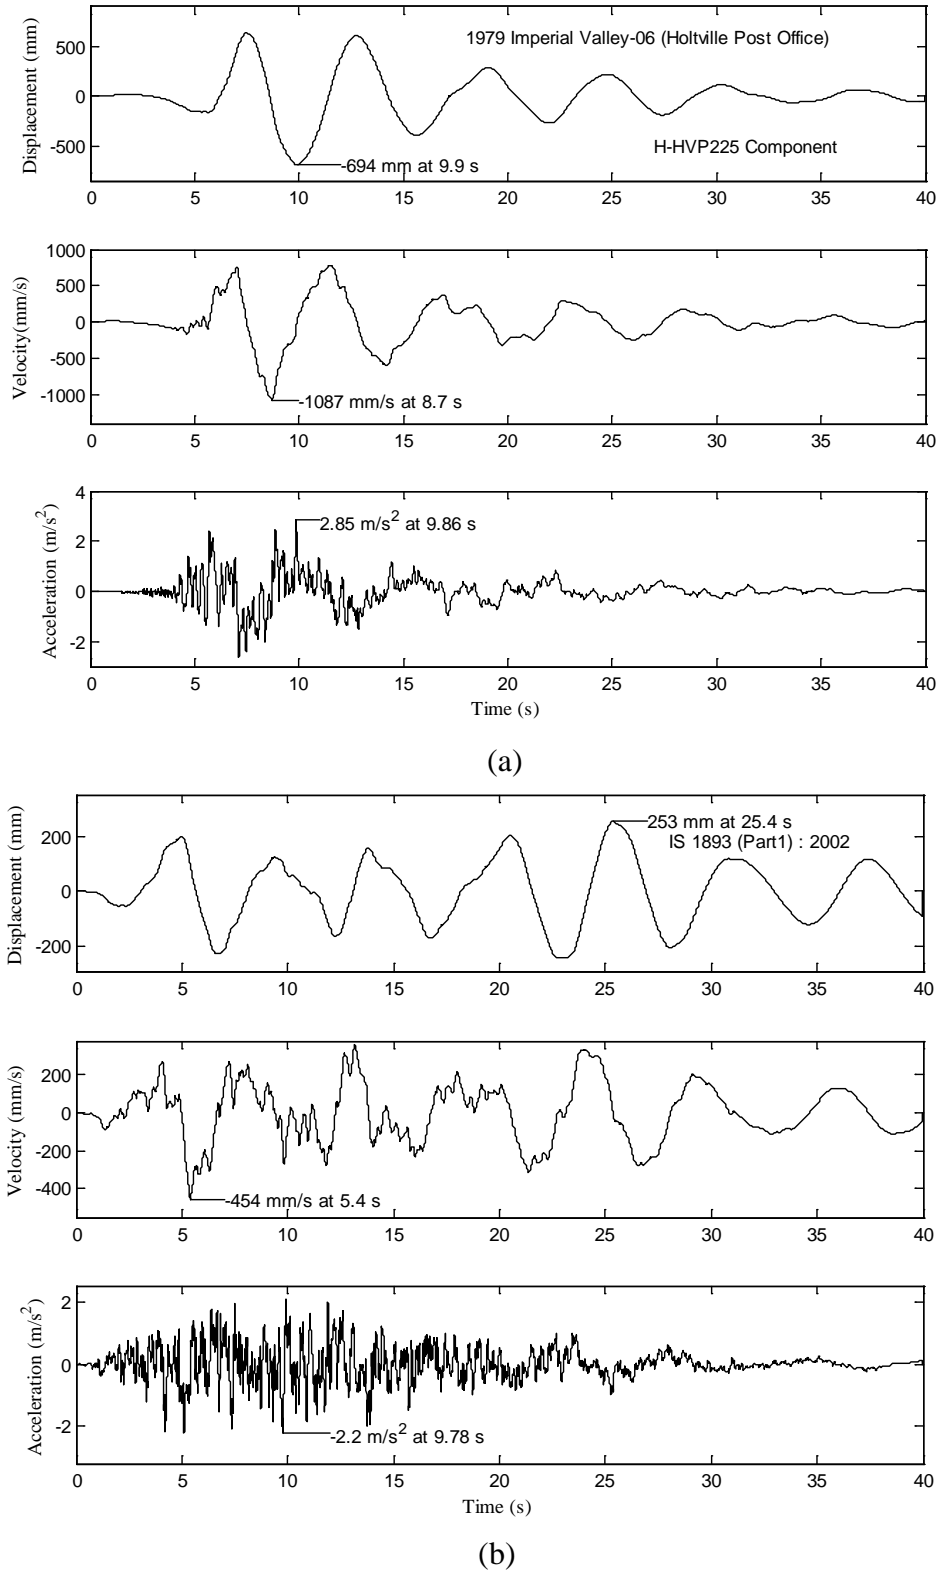 Displacement (mm)
500
0
-500
1979 Imperial Valley-06 (Holtville Post Office)
H-HVP225 Component
-694 mm at 9.9 s
0 5 10 15 20 25 30 35 40
Velocity(mm/s)
1000
500
0
-500
-1000
-1087 mm/s at 8.7 s
0 5 10 15 20 25 30 35 40
Acceleration (m/s²)
4
2
0
-2
2.85 m/s² at 9.86 s
0 5 10 15 20 25 30 35 40
Time (s)
(a)
Displacement (mm)
200
0
-200
253 mm at 25.4 s
IS 1893 (Part1) : 2002
0 5 10 15 20 25 30 35 40
Velocity (mm/s)
200
0
-200
-400
-454 mm/s at 5.4 s
0 5 10 15 20 25 30 35 40
Acceleration (m/s²)
2
0
-2
-2.2 m/s² at 9.78 s
0 5 10 15 20 25 30 35 40
Time (s)
(b)